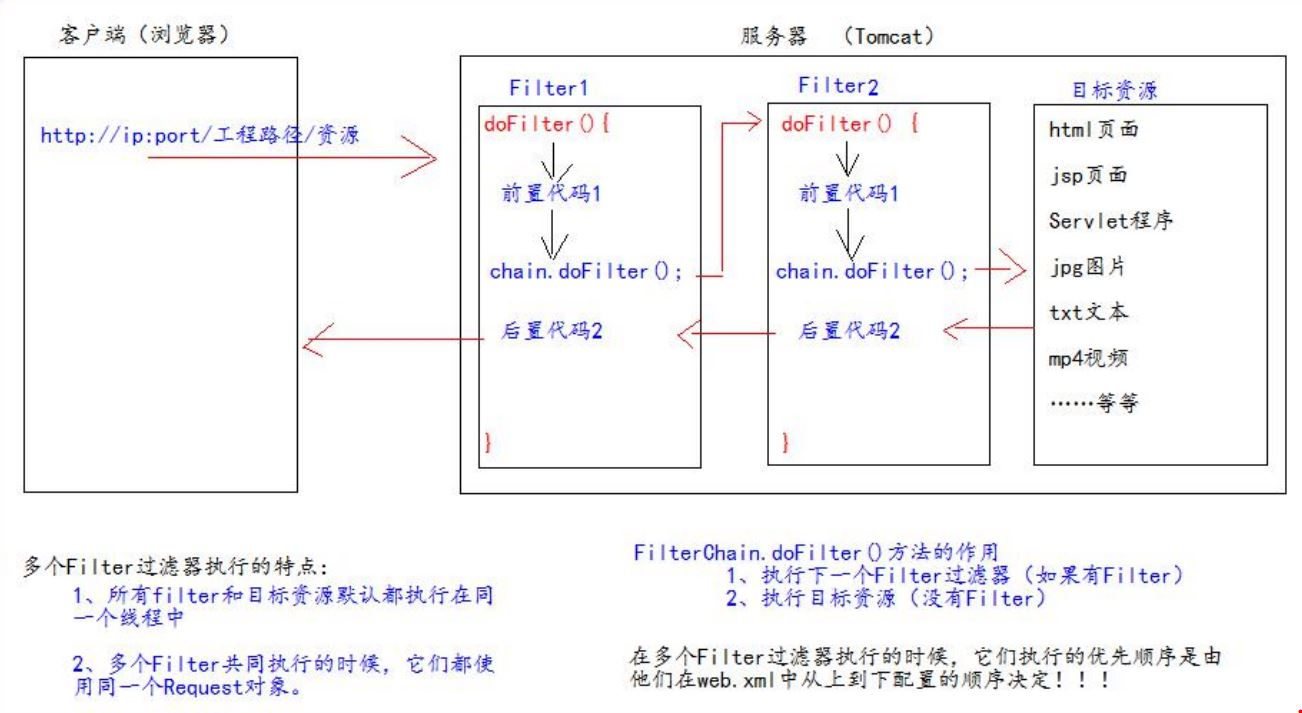 客户端（浏览器）
服务器 （Tomcat）
http://ip:port/工程路径/资源
Filter1
doFilter(){
前置代码1
chain.doFilter();
后置代码2
}
Filter2
doFilter() {
前置代码1
chain.doFilter();
后置代码2
}
目标资源
html页面
jsp页面
Servlet程序
jpg图片
txt文本
mp4视频
……等等
多个Filter过滤器执行的特点:
1、所有filter和目标资源默认都执行在同
一个线程中
2、多个Filter共同执行的时候，它们都使
用同一个Request对象。
FilterChain.doFilter()方法的作用
1、执行下一个Filter过滤器（如果有Filter）
2、执行目标资源（没有Filter）
在多个Filter过滤器执行的时候，它们执行的优先顺序是由
他们在web.xml中从上到下配置的顺序决定！！！